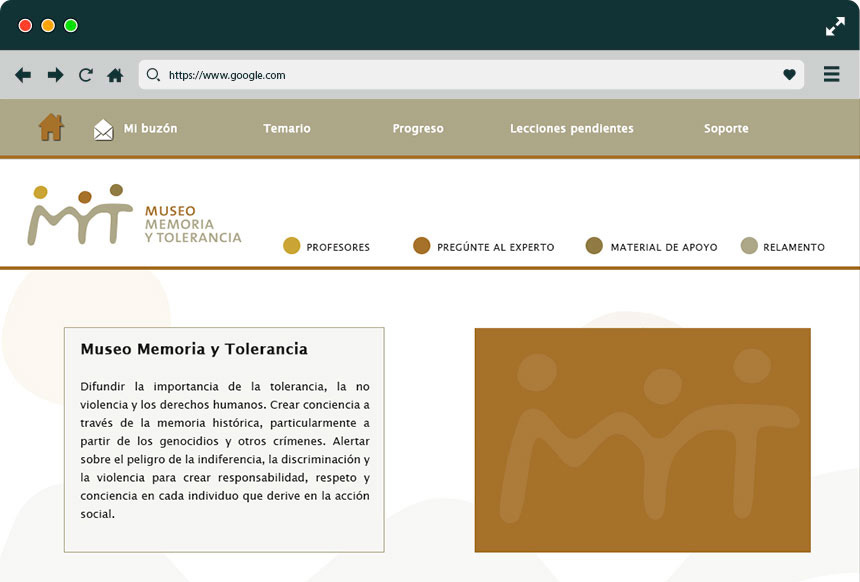 https://www.google.com
Mi buzón Temario Progreso Lecciones pendientes Soporte
MUSEO
MEMORIA
Y TOLERANCIA
PROFESORES PREGÚNTE AL EXPERTO MATERIAL DE APOYO RELAMENTO
Museo Memoria y Tolerancia
Difundir la importancia de la tolerancia, la no
violencia y los derechos humanos. Crear conciencia a
través de la memoria histórica, particularmente a
partir de los genocidios y otros crímenes. Alertar
sobre el peligro de la indiferencia, la discriminación y
la violencia para crear responsabilidad, respeto y
conciencia en cada individuo que derive en la acción
social.